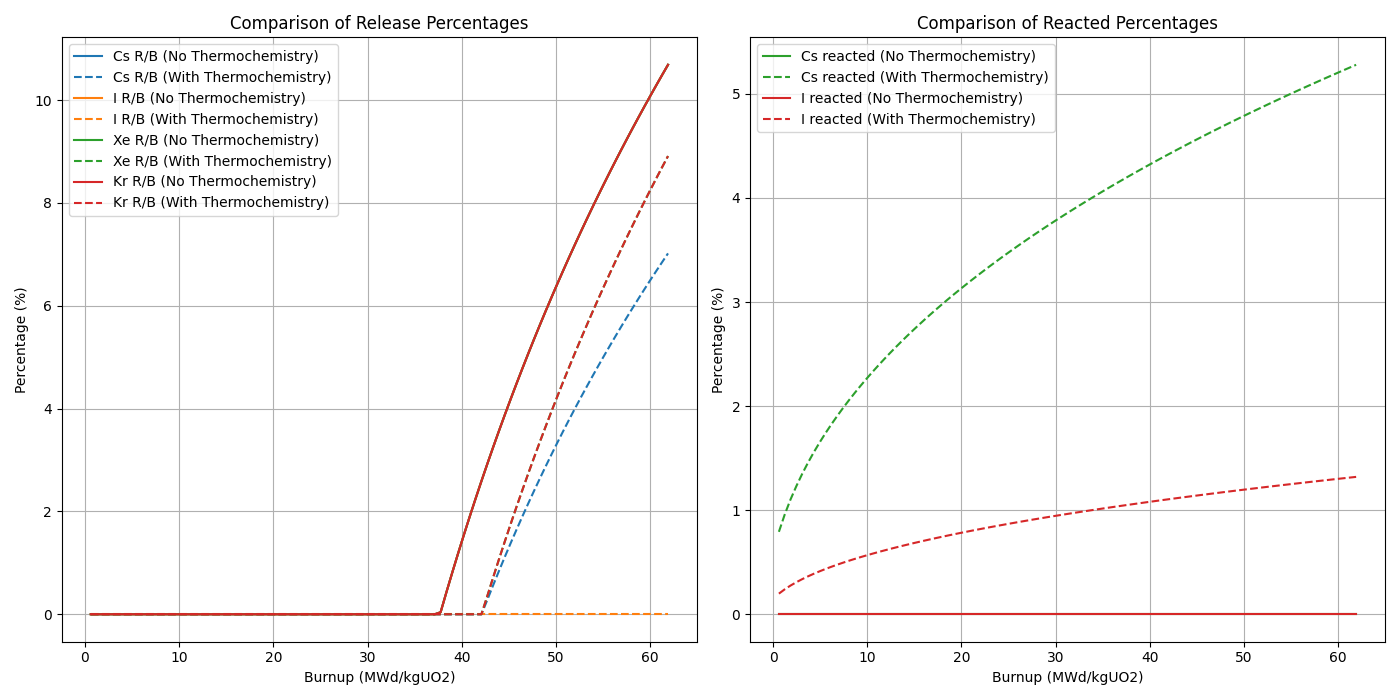 Comparison of Release Percentages
Cs R/B (No Thermochemistry)
Cs R/B (With Thermochemistry)
I R/B (No Thermochemistry)
I R/B (With Thermochemistry)
Xe R/B (No Thermochemistry)
Xe R/B (With Thermochemistry)
Kr R/B (No Thermochemistry)
Kr R/B (With Thermochemistry)
Percentage (%)
10
8
6
4
2
0
0 10 20 30 40 50 60
Burnup (MWd/kgUO2)
Comparison of Reacted Percentages
Cs reacted (No Thermochemistry)
Cs reacted (With Thermochemistry)
I reacted (No Thermochemistry)
I reacted (With Thermochemistry)
Percentage (%)
5
4
3
2
1
0
0 10 20 30 40 50 60
Burnup (MWd/kgUO2)